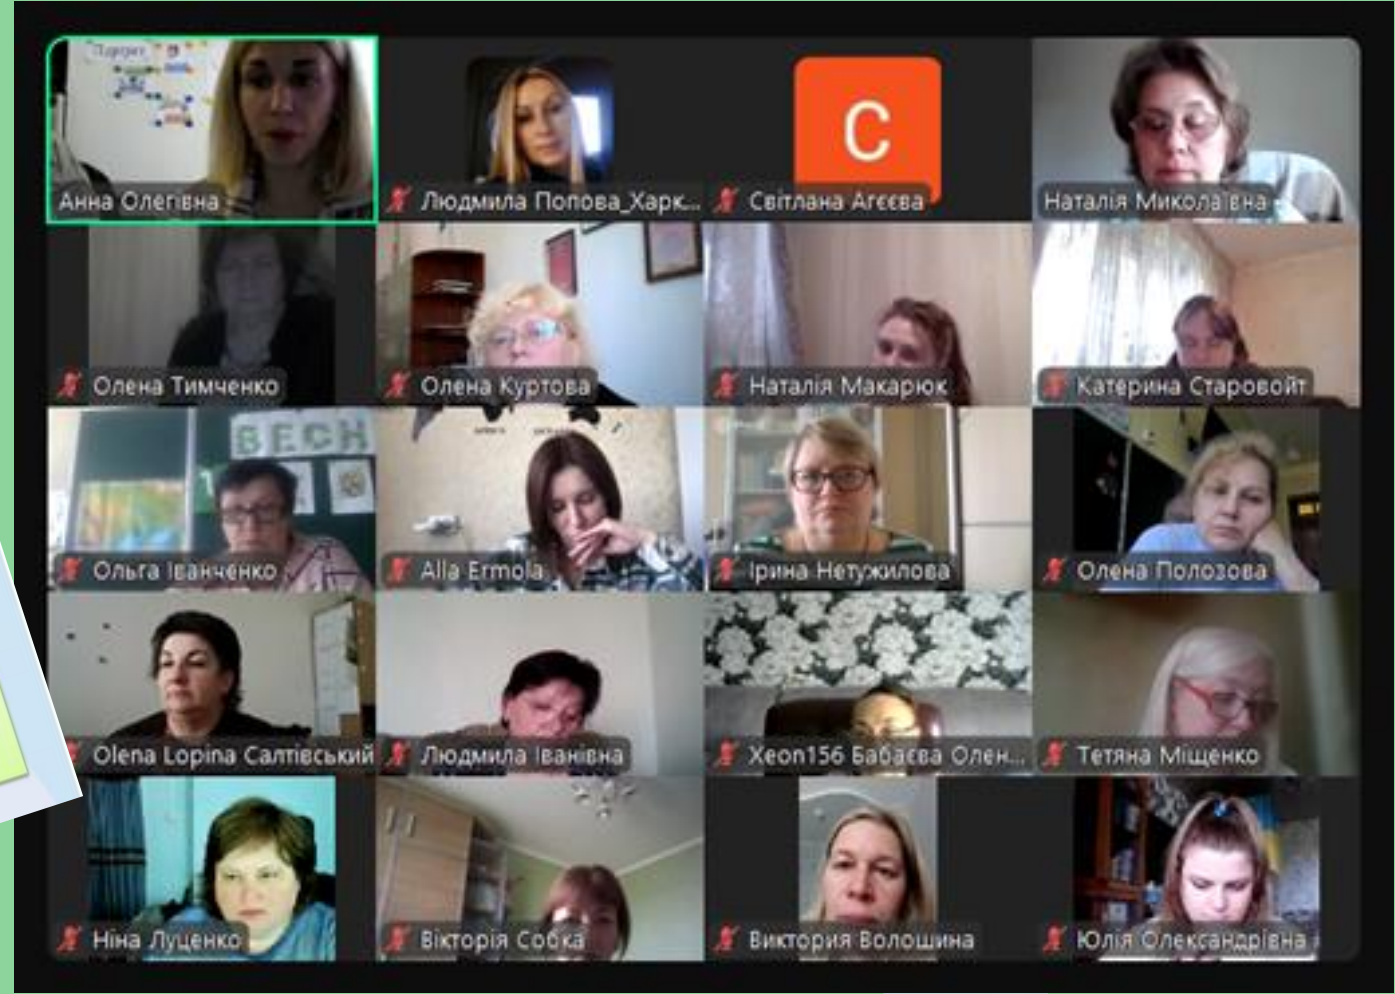 Анна Олегівна
Людмила Попова_Харк...
С
Світлана Агєєва
Наталія Миколаївна
Олена Тимченко
Олена Куртова
Наталія Макарюк
Катерина Старовойт
ВЕСН
Ольга Іванченко
Alla Ermola
Ірина Нетужилова
Олена Полозова
Olena Lopina Салтівський
Людмила Іванівна
Xeon156 Бабаєва Олен...
Тетяна Міщенко
Ніна Луценко
Вікторія Собка
Виктория Волошина
Юлія Олександрівна